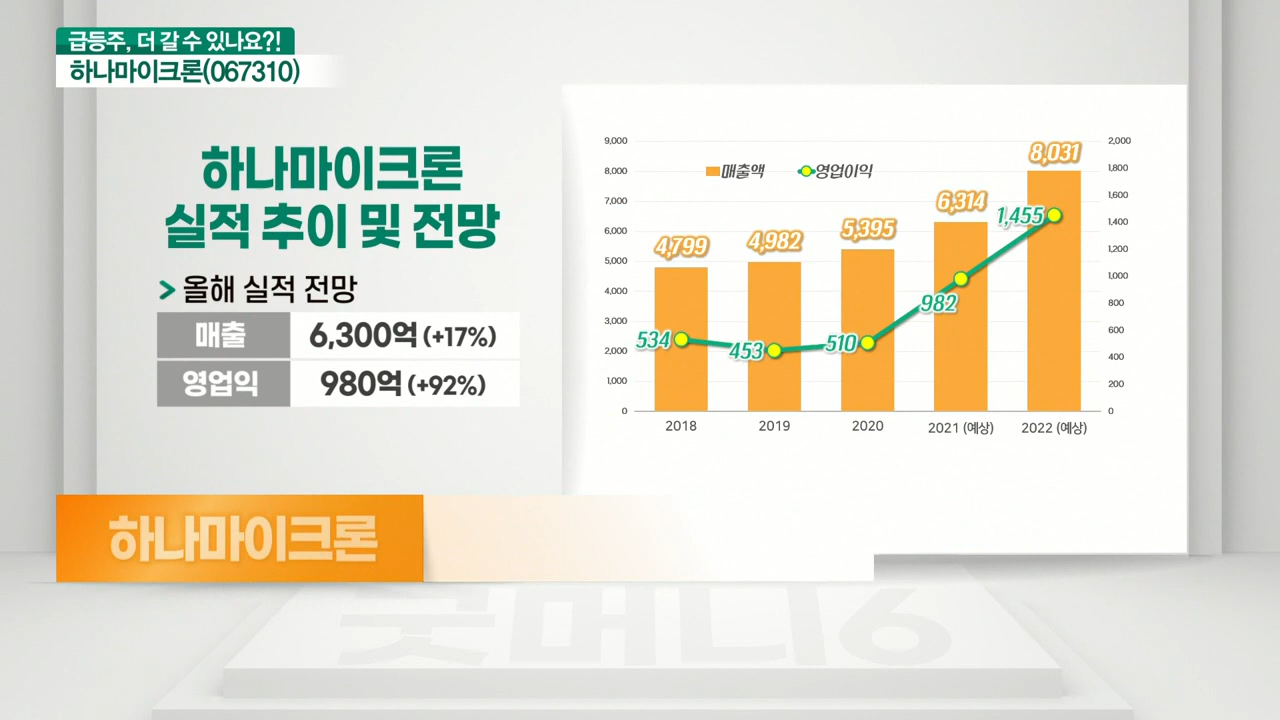 급등주, 더 갈 수 있나요?!
하나마이크론(067310)
하나마이크론
실적 추이 및 전망
> 올해 실적 전망
매출 6,300억 (+17%)
영업익 980억 (+92%)
9,000
8,000
7,000
6,000
5,000
4,000
3,000
2,000
1,000
0
매출액 영업이익
4,799 4,982 5,395 6,314 8,031
534 453 510 982 1,455
2,000
1,800
1,600
1,400
1,200
1,000
800
600
400
200
0
2018 2019 2020 2021 (예상) 2022 (예상)
하나마이크론
굿머니6